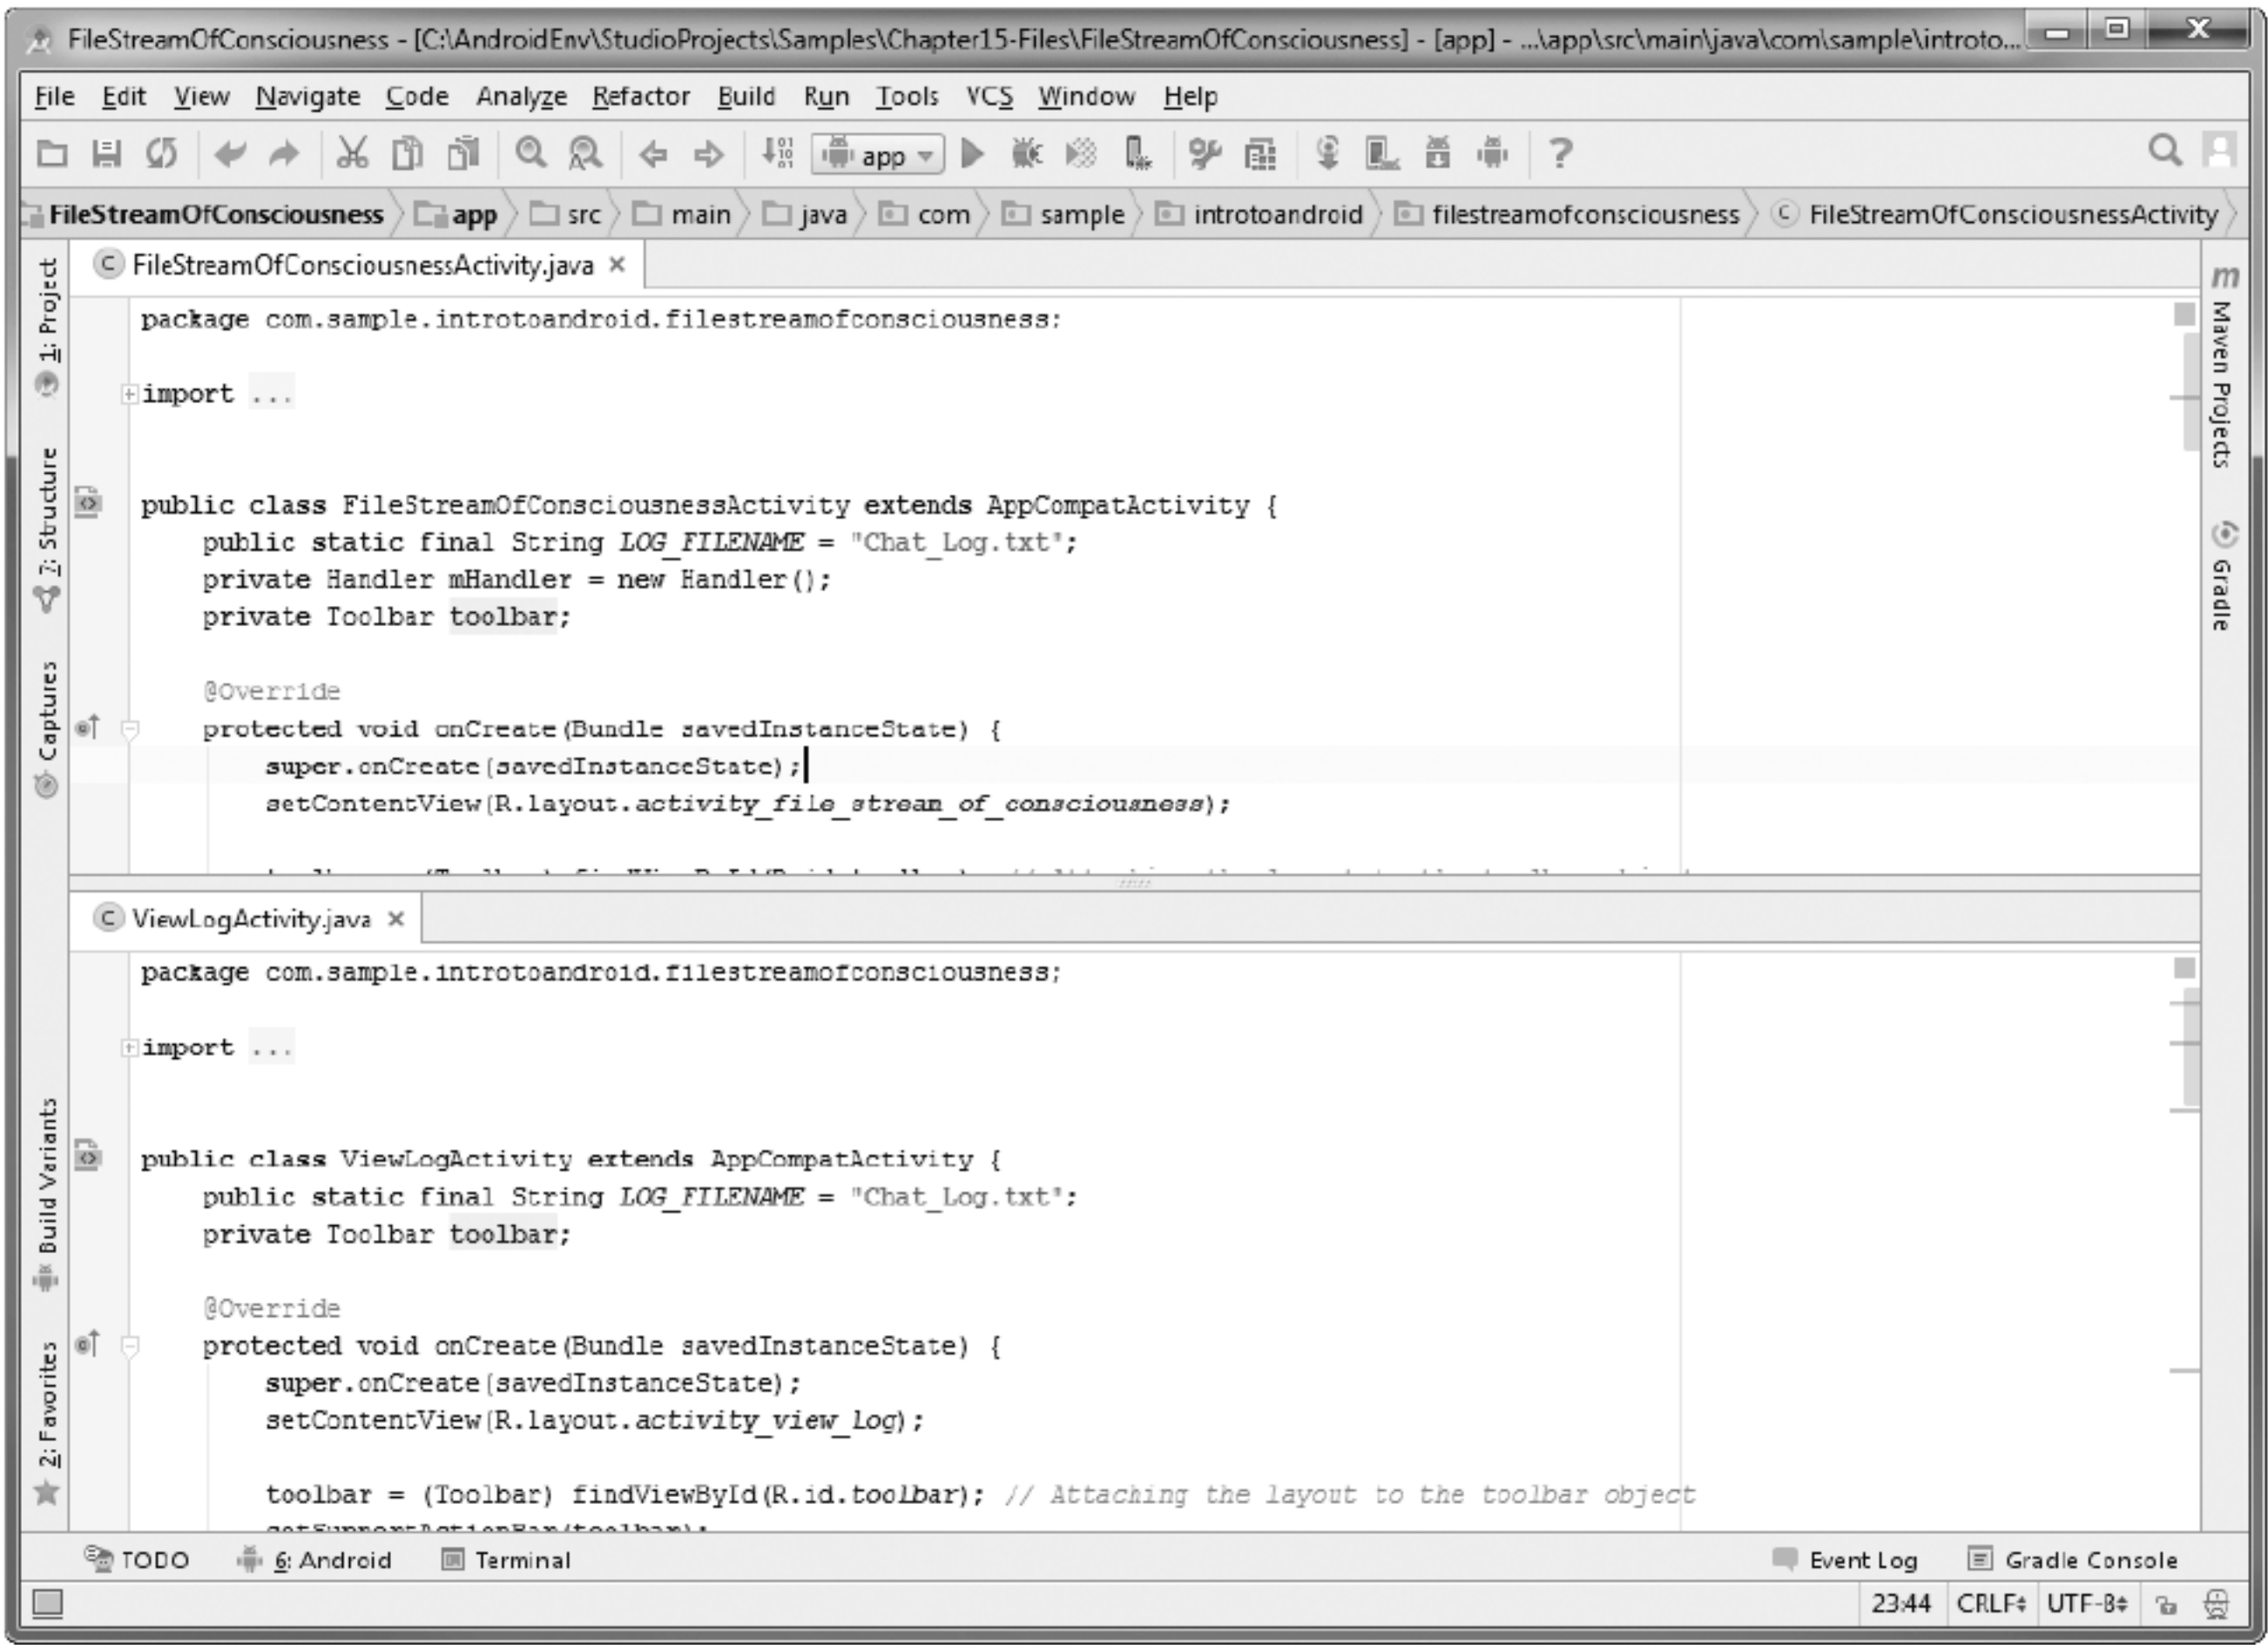 FileStreamOfConsciousness - [C:\AndroidEnv\StudioProjects\Samples\Chapter15-Files\FileStreamOfConsciousness] - [app] - ...\app\src\main\java\com\sample\introto...
File Edit View Navigate Code Analyze Refactor Build Run Tools VCS Window Help
app
FileStreamOfConsciousness app src main java com sample introtoandroid filestreamofconsciousness FileStreamOfConsciousnessActivity
1: Project
7: Structure
Captures
Build Variants
2: Favorites
C FileStreamOfConsciousnessActivity.java
package com.sample.introtoandroid.filestreamofconsciousness;
import ...
public class FileStreamOfConsciousnessActivity extends AppCompatActivity {
public static final String LOG_FILENAME = "Chat_Log.txt";
private Handler mHandler = new Handler();
private Toolbar toolbar;
@Override
protected void onCreate(Bundle savedInstanceState) {
super.onCreate(savedInstanceState);
setContentView(R.layout.activity_file_stream_of_consciousness);
C ViewLogActivity.java
package com.sample.introtoandroid.filestreamofconsciousness;
import ...
public class ViewLogActivity extends AppCompatActivity {
public static final String LOG_FILENAME = "Chat_Log.txt";
private Toolbar toolbar;
@Override
protected void onCreate(Bundle savedInstanceState) {
super.onCreate(savedInstanceState);
setContentView(R.layout.activity_view_log);
toolbar = (Toolbar) findViewById(R.id.toolbar); // Attaching the layout to the toolbar object
setSupportActionBar(toolbar);
m Maven Projects
Gradle
TODO 6: Android Terminal Event Log Gradle Console
23:44 CRLF UTF-8